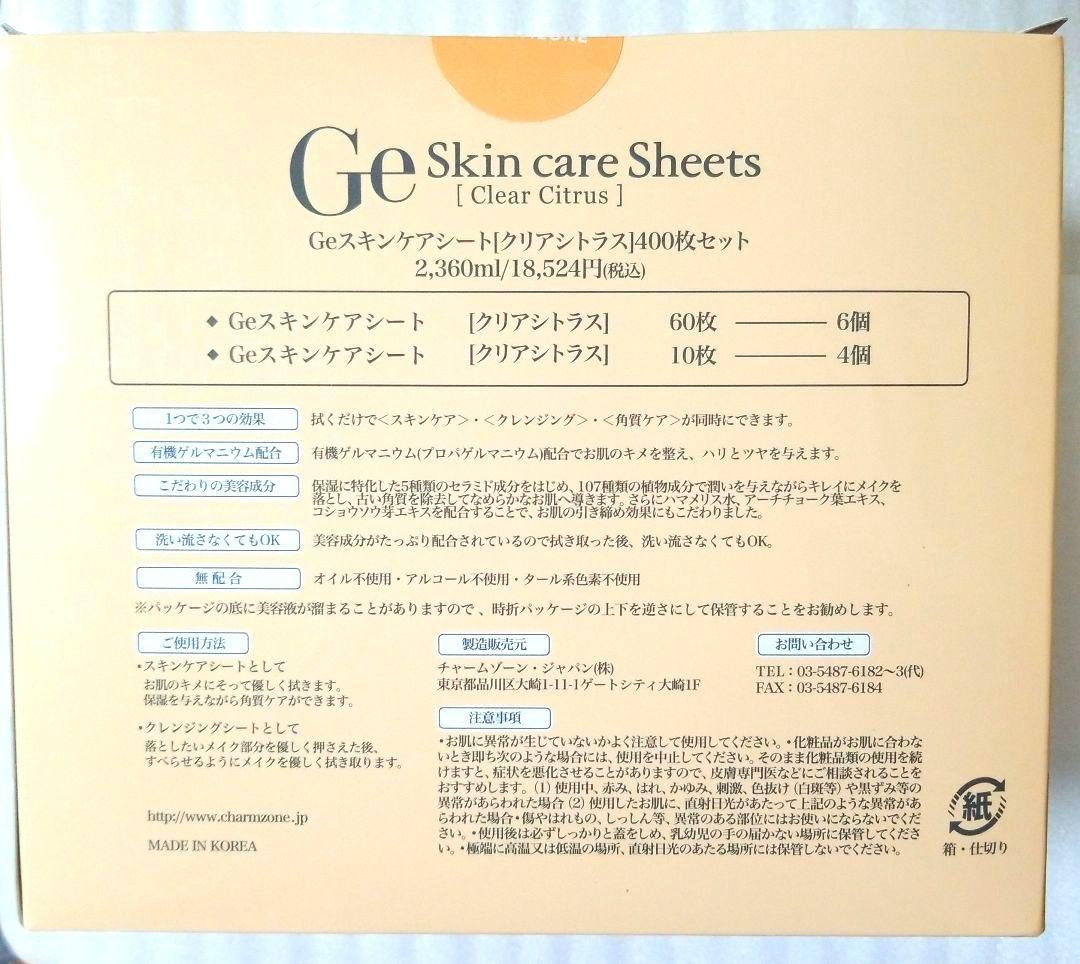 Ge Skin care Sheets
[ Clear Citrus ]
Geスキンケアシート[クリアシトラス]400枚セット
2,360ml/18,524円(税込)
◆ Geスキンケアシート [クリアシトラス] 60枚 ——— 6個
◆ Geスキンケアシート [クリアシトラス] 10枚 ——— 4個
1つで3つの効果 拭くだけで<スキンケア>・<クレンジング>・<角質ケア>が同時にできます。
有機ゲルマニウム配合 有機ゲルマニウム(プロパゲルマニウム)配合でお肌のキメを整え、ハリとツヤを与えます。
こだわりの美容成分 保湿に特化した5種類のセラミド成分をはじめ、107種類の植物成分で潤いを与えながらキレイにメイクを
落とし、古い角質を除去してなめらかなお肌へ導きます。さらにハマメリス水、アーチチョーク葉エキス、
コショウソウ芽エキスを配合することで、お肌の引き締め効果にもこだわりました。
洗い流さなくてもOK 美容成分がたっぷり配合されているので拭き取った後、洗い流さなくてもOK。
無配合 オイル不使用・アルコール不使用・タール系色素不使用
※パッケージの底に美容液が溜まることがありますので、時折パッケージの上下を逆さにして保管することをお勧めします。
ご使用方法
・スキンケアシートとして
お肌のキメにそって優しく拭きます。
保湿を与えながら角質ケアができます。
・クレンジングシートとして
落としたいメイク部分を優しく押さえた後、
すべらせるようにメイクを優しく拭き取ります。
http://www.charmzone.jp
MADE IN KOREA
製造販売元
チャームゾーン・ジャパン(株)
東京都品川区大崎1-11-1ゲートシティ大崎1F
お問い合わせ
TEL：03-5487-6182〜3(代)
FAX：03-5487-6184
注意事項
・お肌に異常が生じていないかよく注意して使用してください。・化粧品がお肌に合わな
いとき即ち次のような場合には、使用を中止してください。そのまま化粧品類の使用を続
けますと、症状を悪化させることがありますので、皮膚専門医などにご相談されることを
おすすめします。(1) 使用中、赤み、はれ、かゆみ、刺激、色抜け (白斑等) や黒ずみ等の
異常があらわれた場合 (2) 使用したお肌に、直射日光があたって上記のような異常があ
らわれた場合・傷やはれもの、しっしん等、異常のある部位にはお使いにならないでくだ
さい。・使用後は必ずしっかりと蓋をしめ、乳幼児の手の届かない場所に保管してくださ
い。・極端に高温又は低温の場所、直射日光のあたる場所には保管しないでください。
紙
箱・仕切り